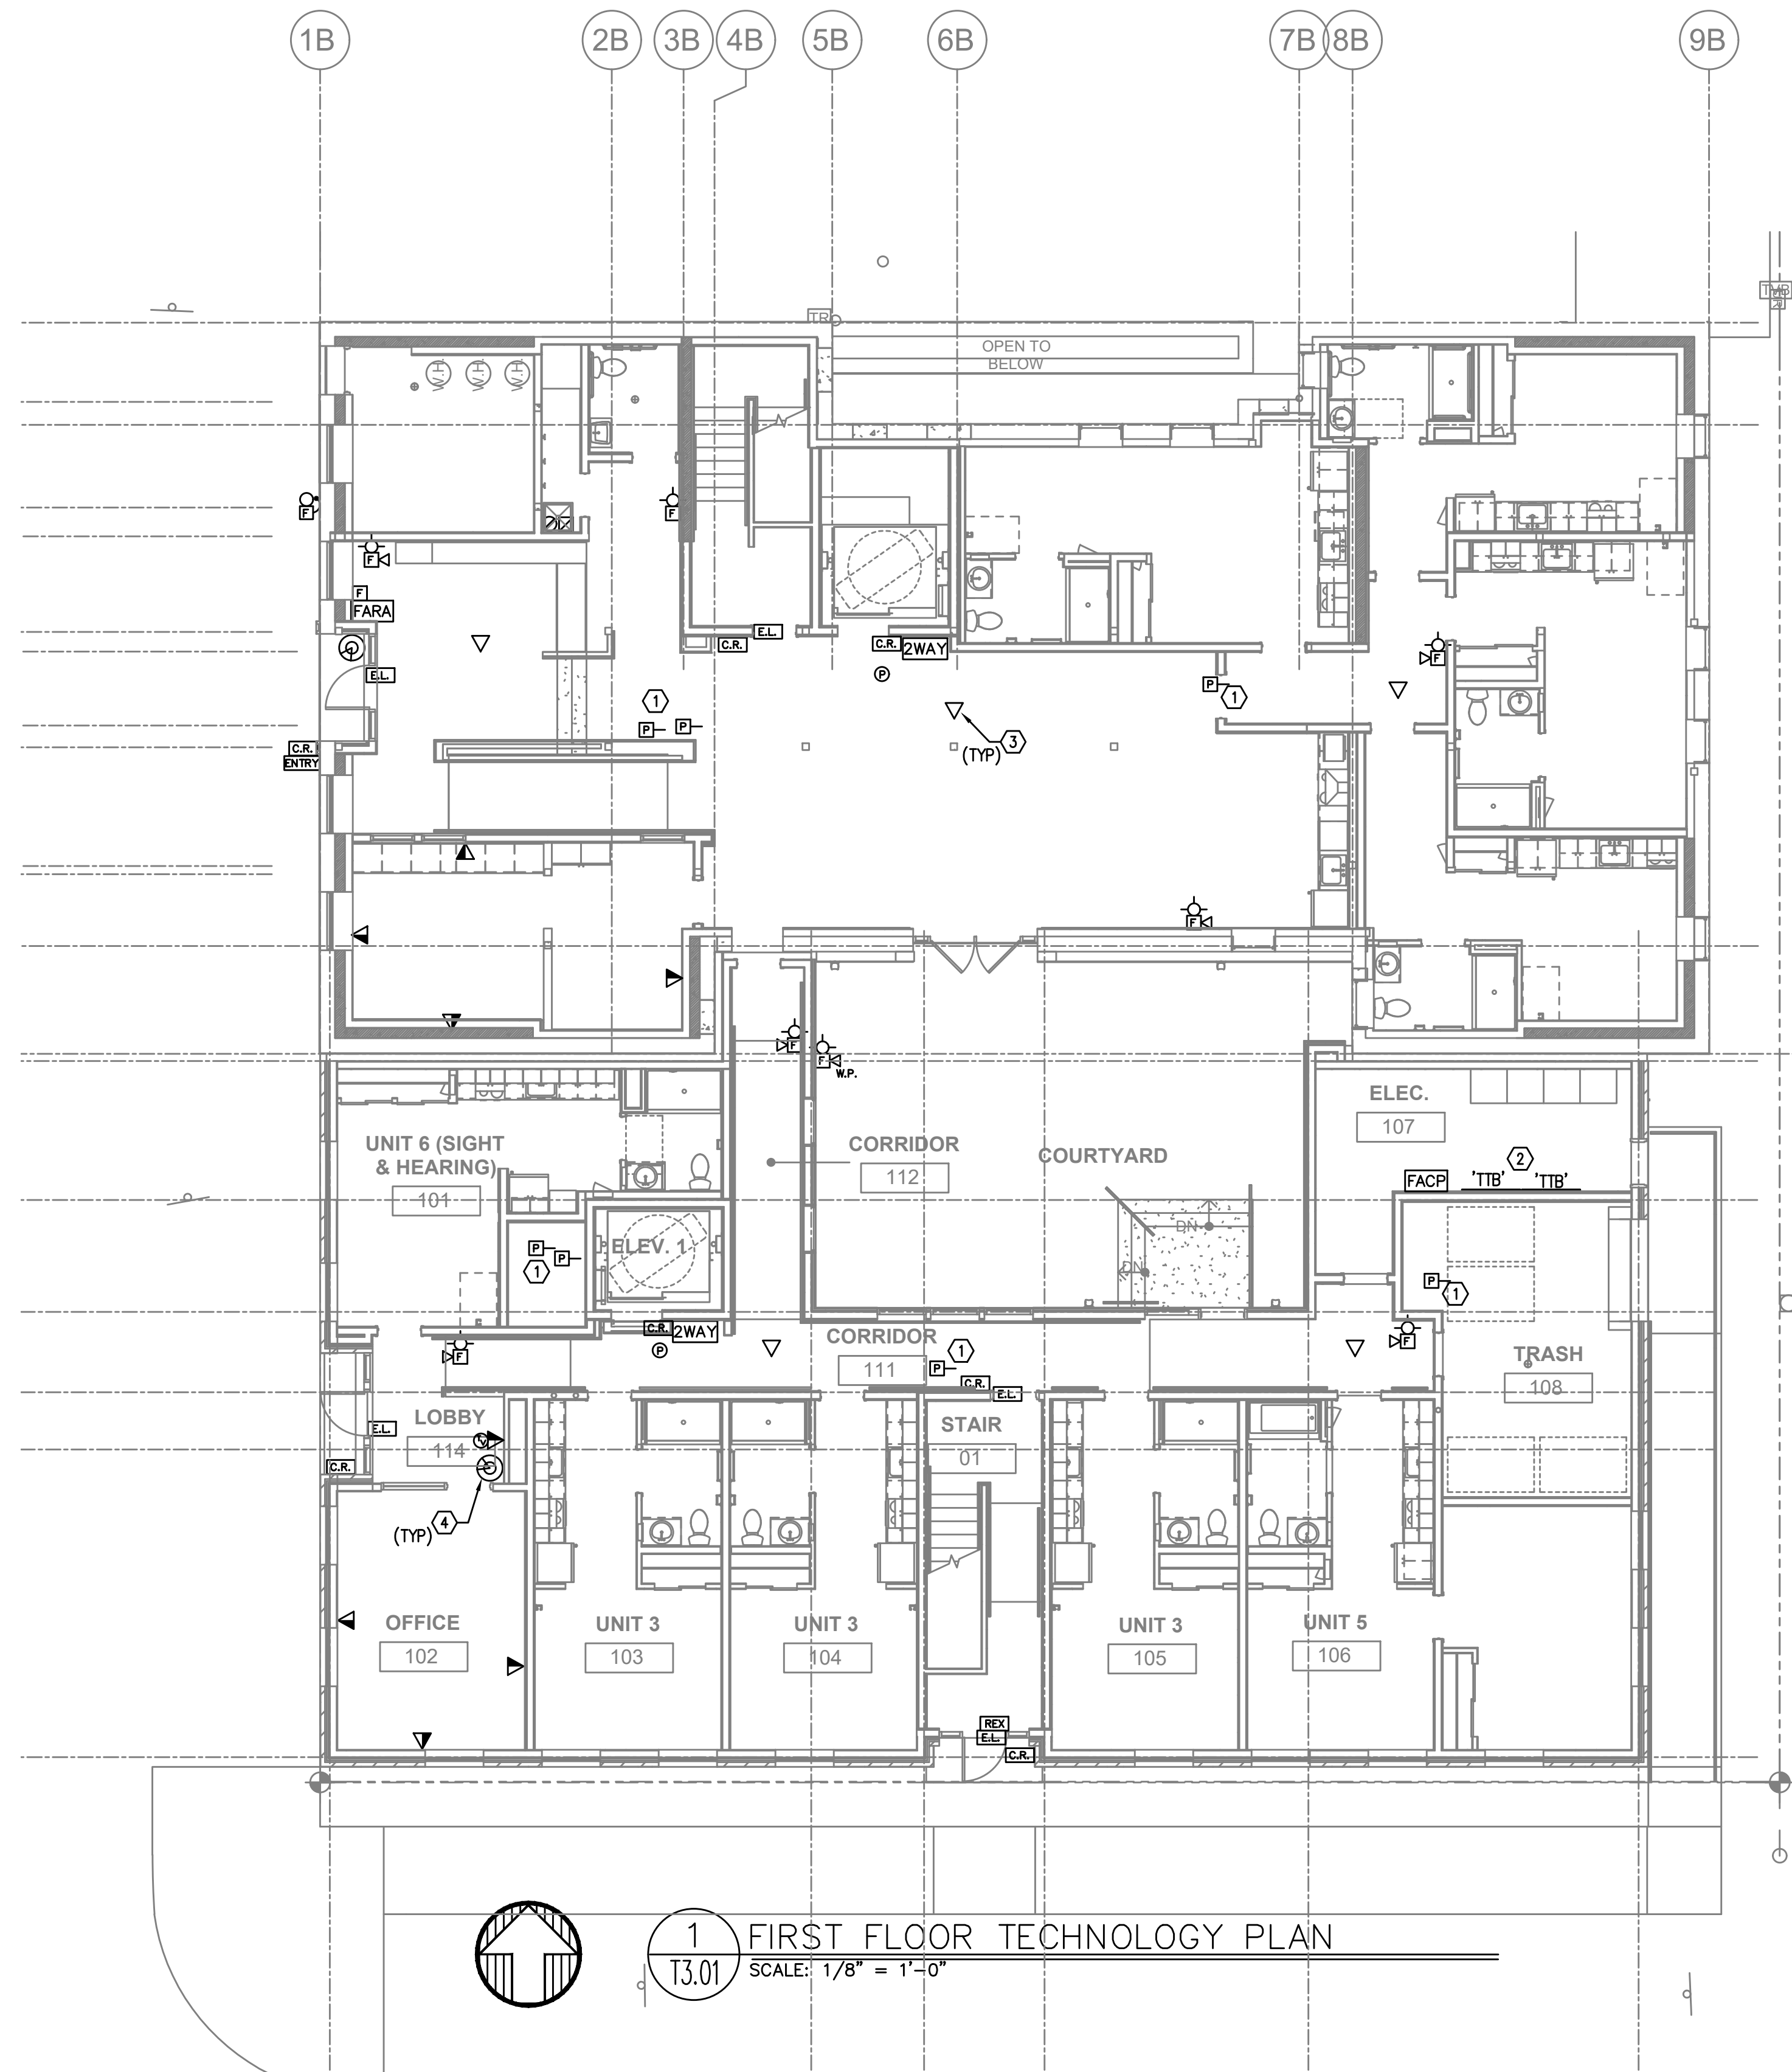 1B 2B 3B 4B 5B 6B 7B 8B 9B
TR
OPEN TO
BELOW
W.H. W.H. W.H.
F
F
F
F
FARA
E.L.
C.R.
E.L.
C.R.
2WAY
P
F
P
1
1
P P
C.R.
ENTRY
3
(TYP)
F
F
F
W.P.
ELEC.
107
UNIT 6 (SIGHT
& HEARING)
101
CORRIDOR
112
COURTYARD
2
FACP 'TTB' 'TTB'
DN
DN
ELEV. 1
P
P
1
P
1
C.R. 2WAY
P
F
CORRIDOR
111
1
P
C.R.
E.L.
F
TRASH
108
LOBBY
114
E.L.
C.R.
STAIR
01
4
(TYP)
OFFICE
102
UNIT 3
103
UNIT 3
104
UNIT 3
105
UNIT 5
106
REX
E.L.
C.R.
1
T3.01
FIRST FLOOR TECHNOLOGY PLAN
SCALE: 1/8" = 1'-0"